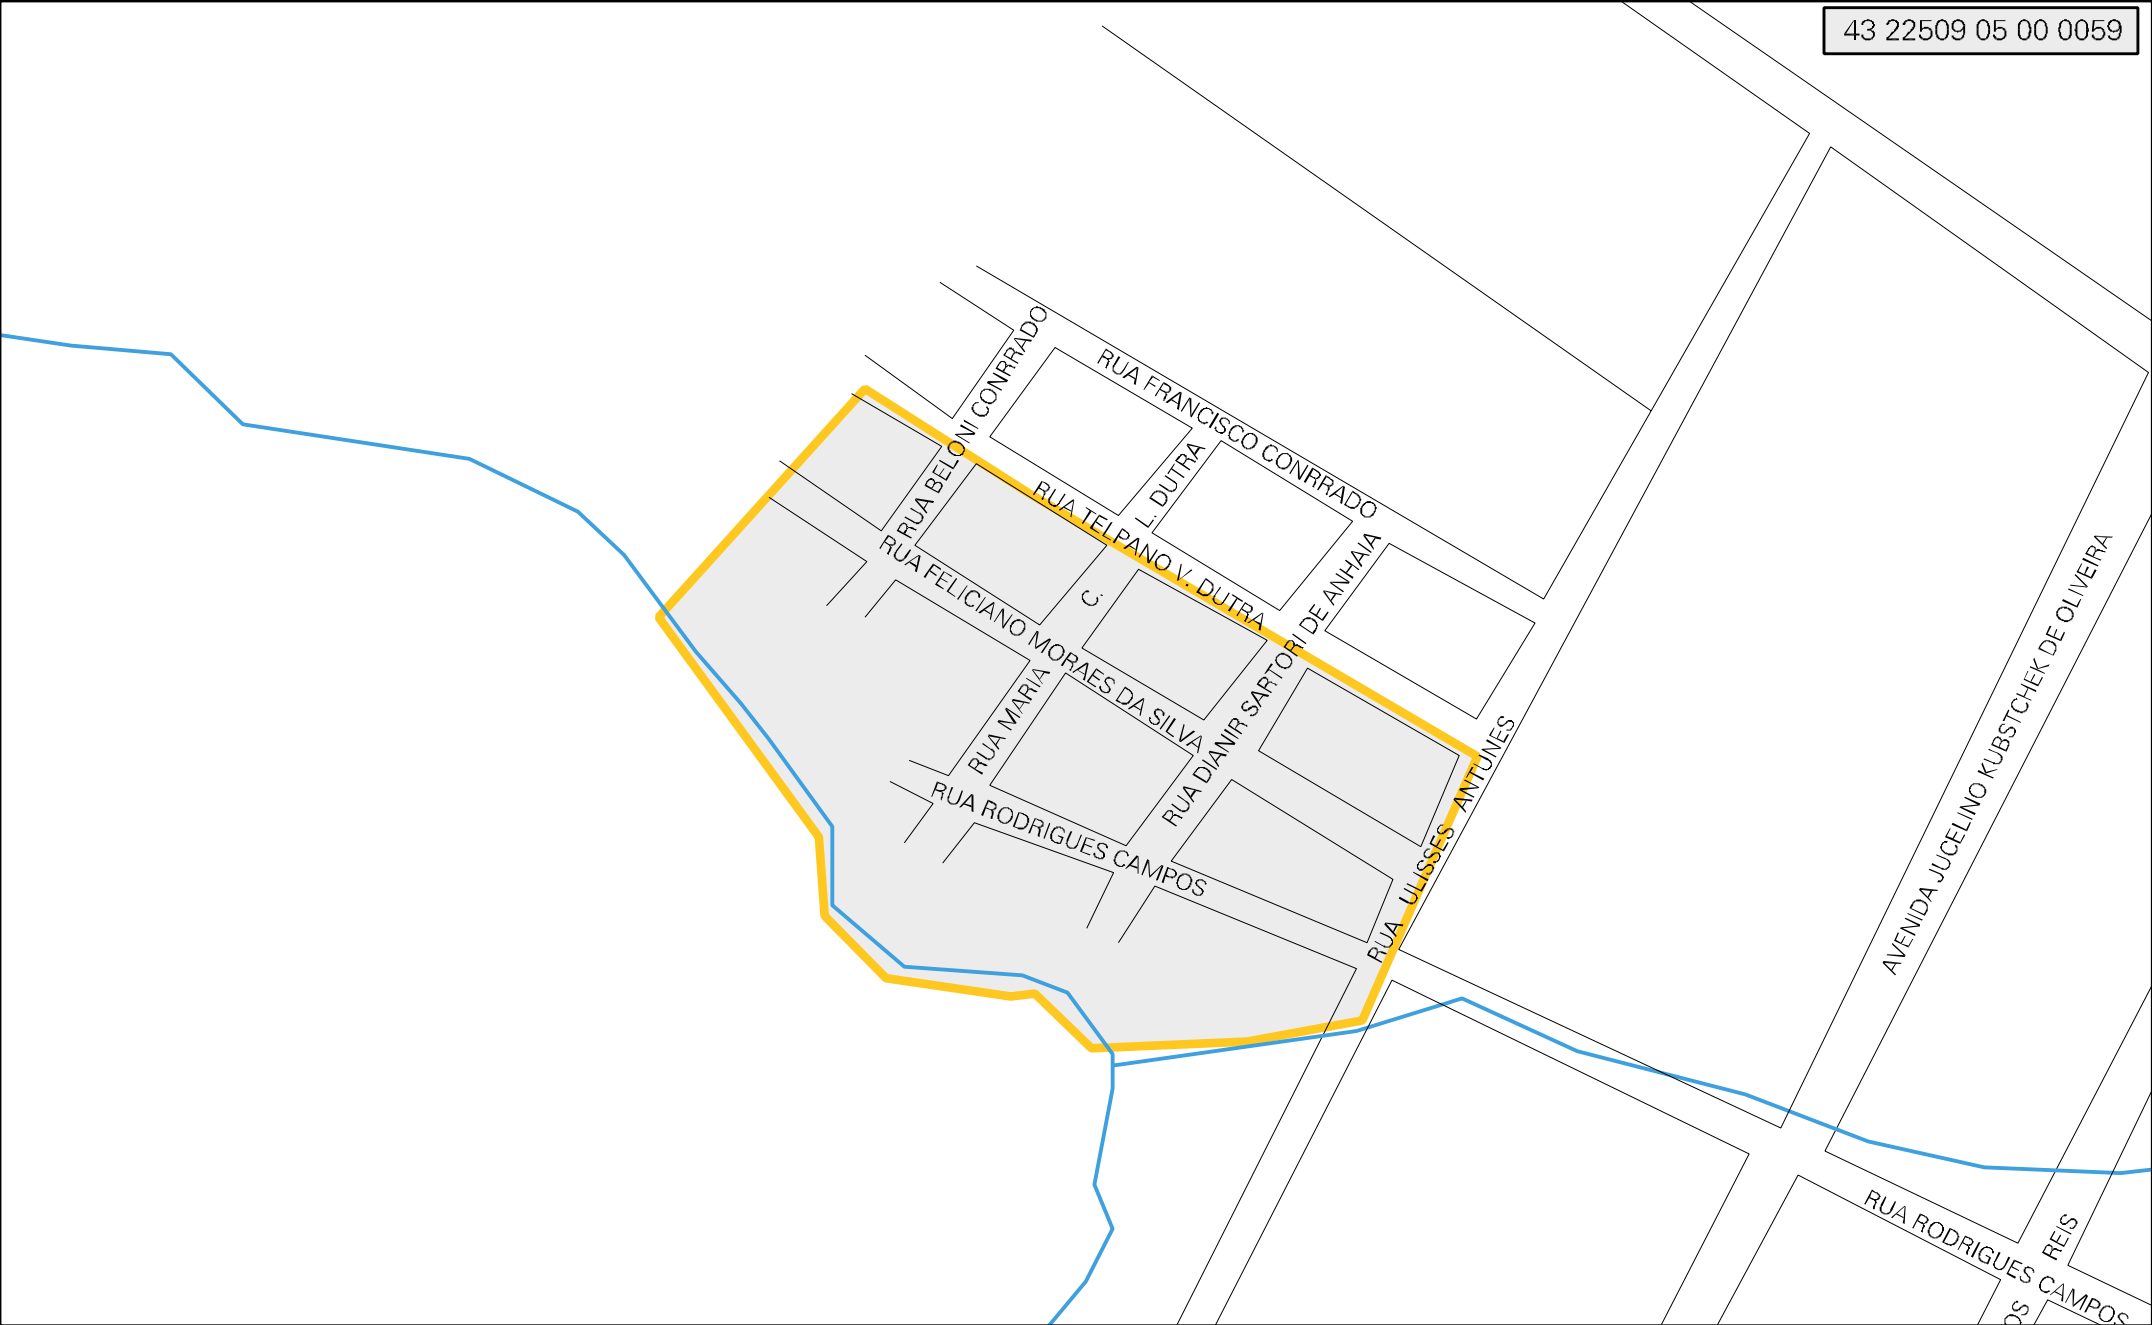 43 22509 05 00 0059
RUA BELONI CONRRADO
RUA FRANCISCO CONRRADO
RUA TELPANO V. DUTRA
RUA MARIA C. L. DUTRA
RUA FELICIANO MORAES DA SILVA
RUA DIANIR SARTORI DE ANHAIA
RUA RODRIGUES CAMPOS
RUA ULISSES ANTUNES
AVENIDA JUCELINO KUBSTCHEK DE OLIVEIRA
RUA RODRIGUES CAMPOS
OS REIS